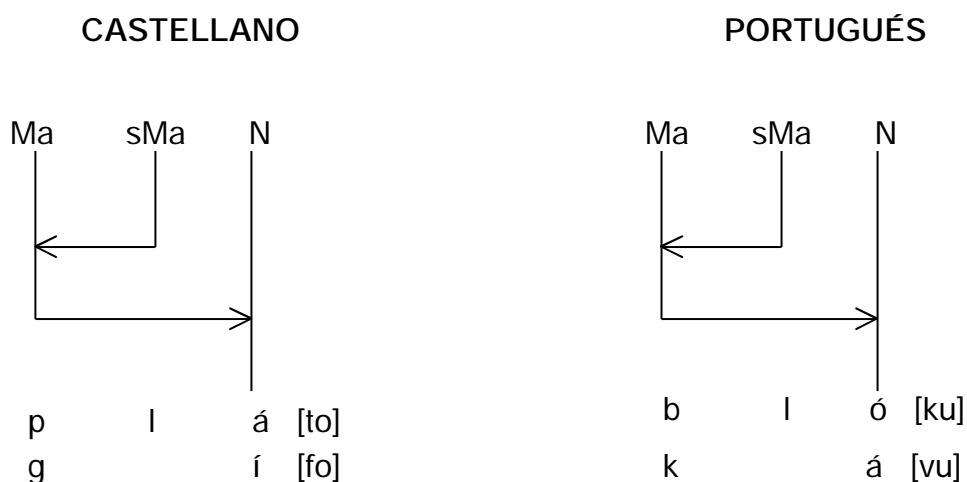 CASTELLANO PORTUGUÉS
Ma sMa N Ma sMa N
p l á [to] b l ó [ku]
g í [fo] k á [vu]